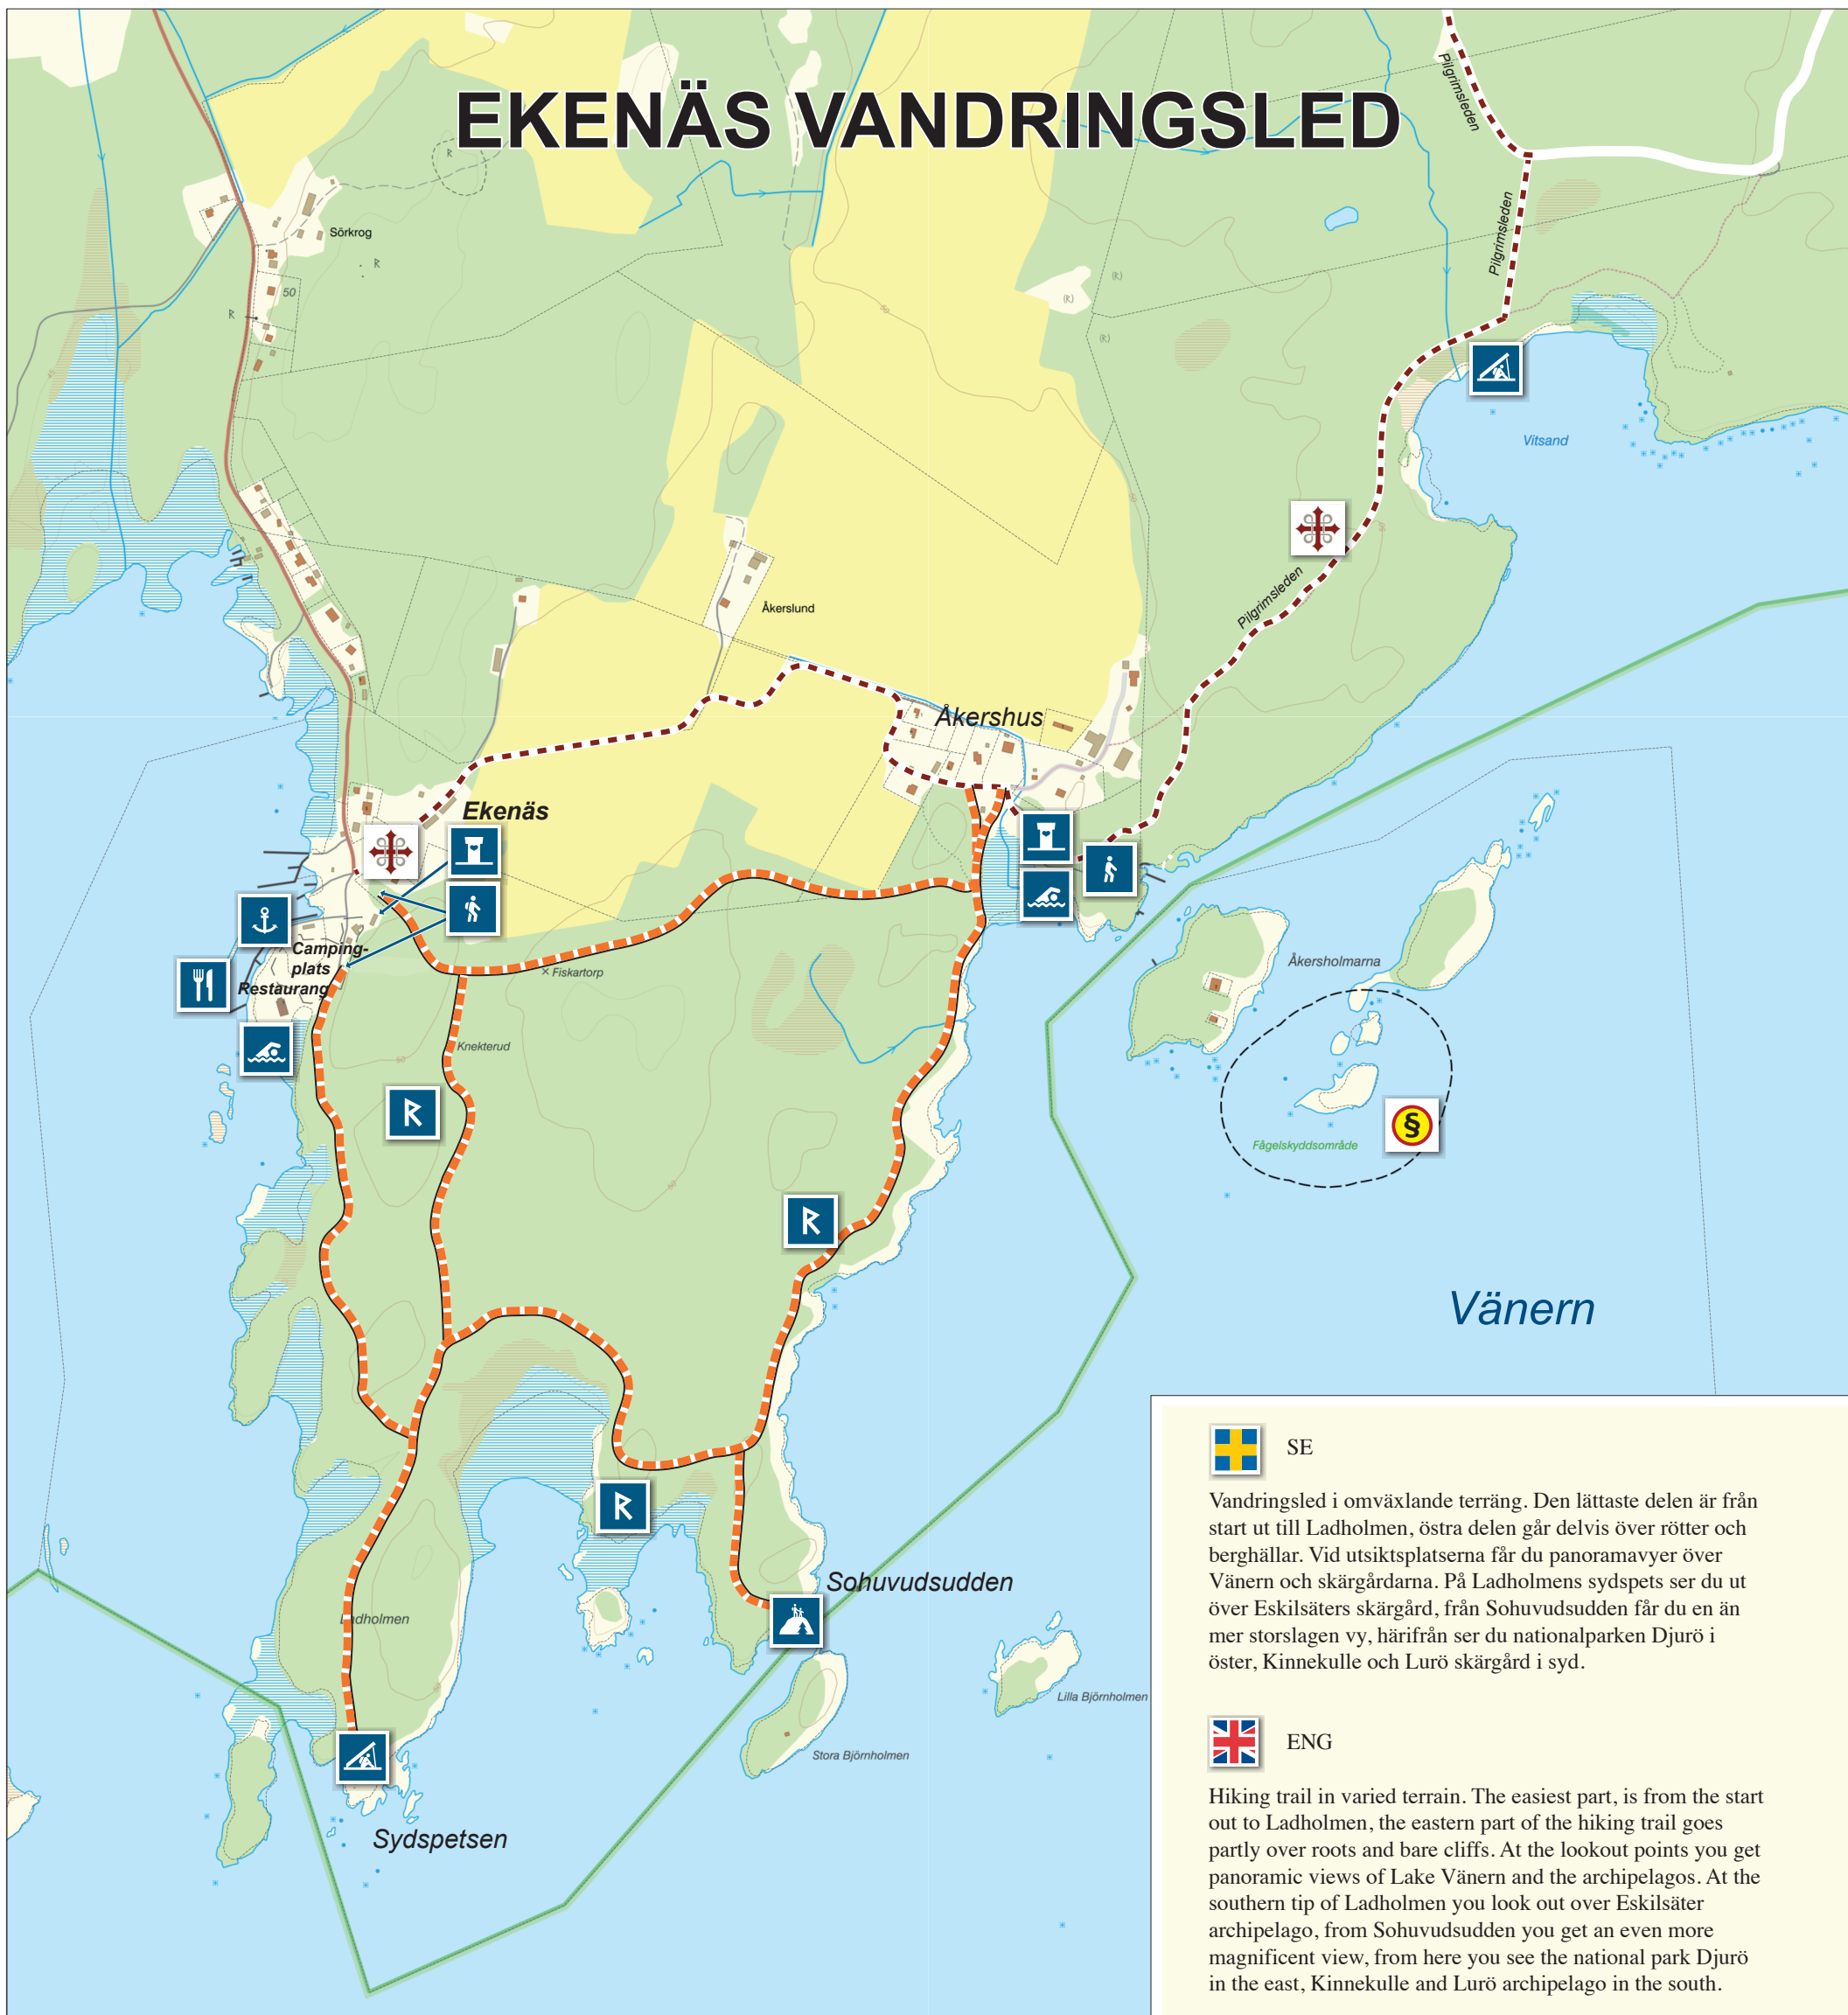 EKENÄS VANDRINGSLED
Pilgrimsleden
Pilgrimsleden
R
Sörkrog
R
(R)
50
(R)
R
(R)
Vitsand
50
Pilgrimsleden
Åkerslund
Åkershus
Ekenäs
Camping-
plats
Restaurang
Fiskartorp
Åkersholmarna
Knekterud
50
R
§
Fågelskyddsområde
R
Vänern
R
Sohuvudsudden
Ladholmen
Lilla Björnholmen
Stora Björnholmen
Sydspetsen
SE
Vandringsled i omväxlande terräng. Den lättaste delen är från
start ut till Ladholmen, östra delen går delvis över rötter och
berghällar. Vid utsiktsplatserna får du panoramavyer över
Vänern och skärgårdarna. På Ladholmens sydspets ser du ut
över Eskilsäters skärgård, från Sohuvudsudden får du en än
mer storslagen vy, härifrån ser du nationalparken Djurö i
öster, Kinnekulle och Lurö skärgård i syd.
ENG
Hiking trail in varied terrain. The easiest part, is from the start
out to Ladholmen, the eastern part of the hiking trail goes
partly over roots and bare cliffs. At the lookout points you get
panoramic views of Lake Vänern and the archipelagos. At the
southern tip of Ladholmen you look out over Eskilsäter
archipelago, from Sohuvudsudden you get an even more
magnificent view, from here you see the national park Djurö
in the east, Kinnekulle and Lurö archipelago in the south.